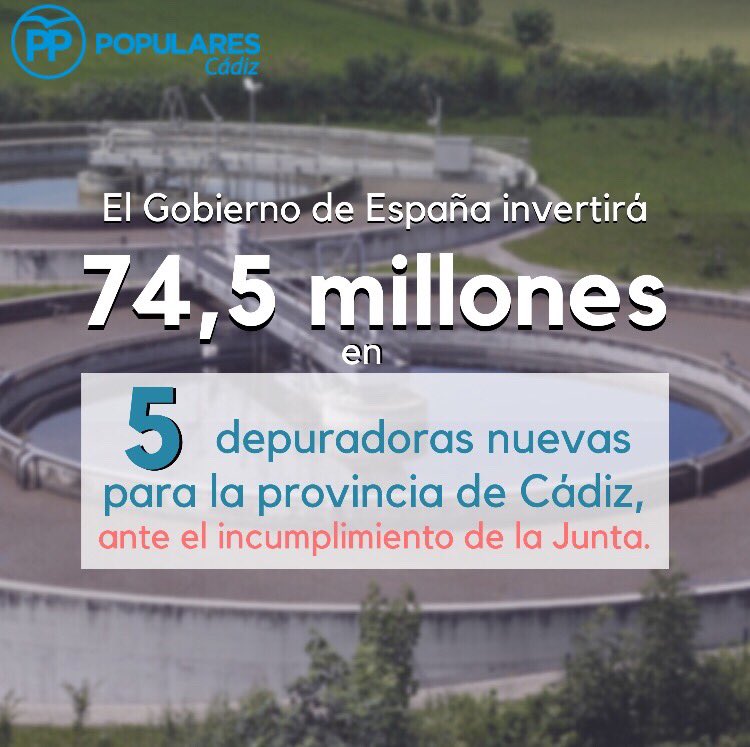 PP POPULARES
Cádiz
El Gobierno de España invertirá
74,5 millones
en
5 depuradoras nuevas
para la provincia de Cádiz,
ante el incumplimiento de la Junta.